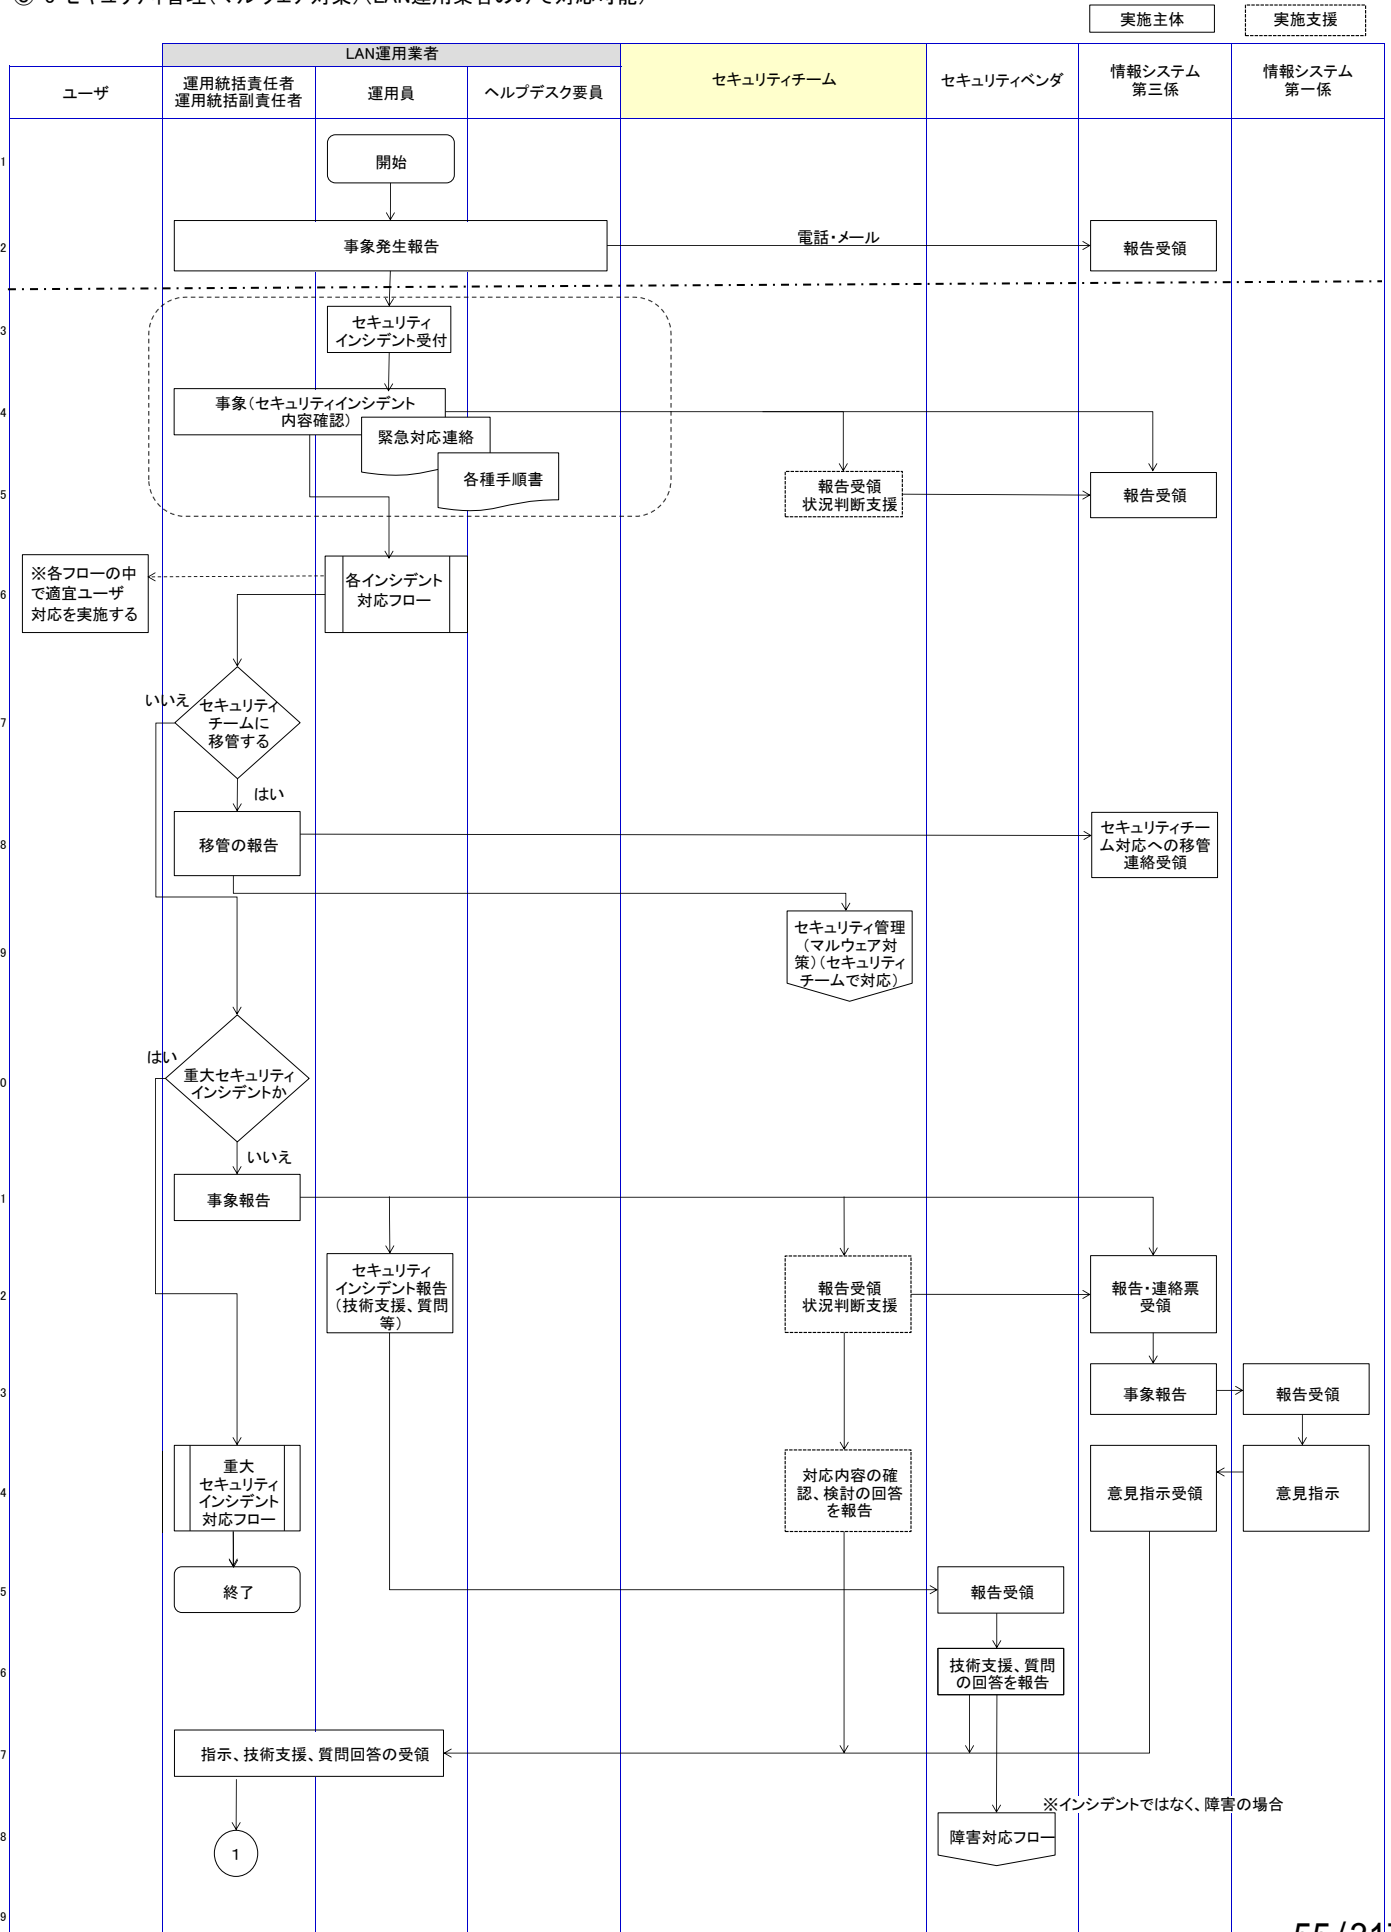 実施主体
実施支援
LAN運用業者
ユーザ
運用統括責任者
運用統括副責任者
運用員
ヘルプデスク要員
セキュリティチーム
セキュリティベンダ
情報システム
第三係
情報システム
第一係
1
開始
2
事象発生報告
電話・メール
報告受領
3
セキュリティ
インシデント受付
4
事象(セキュリティインシデント
内容確認)
緊急対応連絡
各種手順書
5
報告受領
状況判断支援
報告受領
※各フローの中
で適宜ユーザ
対応を実施する
6
各インシデント
対応フロー
いいえ
7
セキュリティ
チームに
移管する
はい
8
移管の報告
セキュリティチー
ム対応への移管
連絡受領
9
セキュリティ管理
(マルウェア対
策)(セキュリティ
チームで対応)
はい
0
重大セキュリティ
インシデントか
いいえ
1
事象報告
2
セキュリティ
インシデント報告
(技術支援、質問
等)
報告受領
状況判断支援
報告・連絡票
受領
3
事象報告
報告受領
4
重大
セキュリティ
インシデント
対応フロー
対応内容の確
認、検討の回答
を報告
意見指示受領
意見指示
5
終了
報告受領
6
技術支援、質問
の回答を報告
7
指示、技術支援、質問回答の受領
※インシデントではなく、障害の場合
8
1
障害対応フロー
9